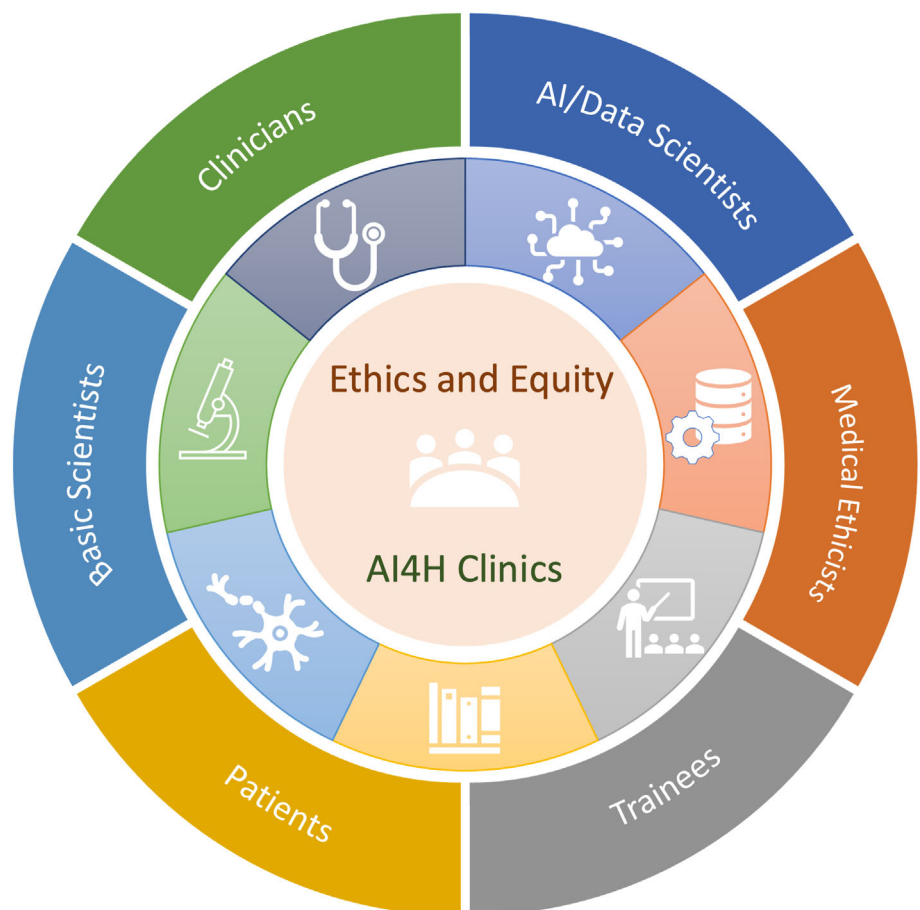 Clinicians
AI/Data Scientists
Basic Scientists
Ethics and Equity
Medical Ethicists
AI4H Clinics
Patients
Trainees